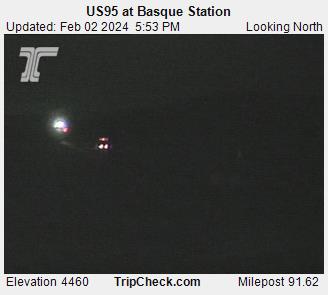 US95 at Basque Station
Updated: Feb 02 2024 5:53 PM Looking North
Elevation 4460 TripCheck.com Milepost 91.62